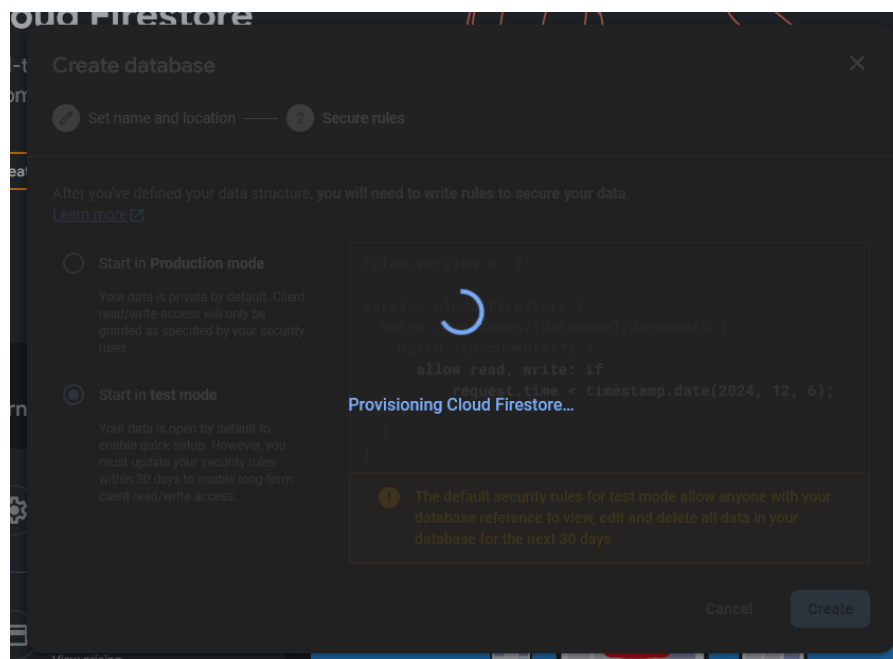 Cloud Firestore
Create database
Set name and location
2
Secure rules
After you've defined your data structure, you will need to write rules to secure your data.
Learn more
Start in Production mode
Your data is private by default. Client
read/write access will only be
granted as specified by your security
rules.
Start in test mode
Your data is open by default to
enable quick setup. However, you
must update your security rules
within 30 days to enable long-term
client read/write access.
rules_version = '2';
service cloud.firestore {
match /databases/{database}/documents {
match /{document=**} {
allow read, write: if
request.time < timestamp.date(2024, 12, 6);
}
}
}
Provisioning Cloud Firestore...
The default security rules for test mode allow anyone with your
database reference to view, edit and delete all data in your
database for the next 30 days
Cancel
Create
View pricing